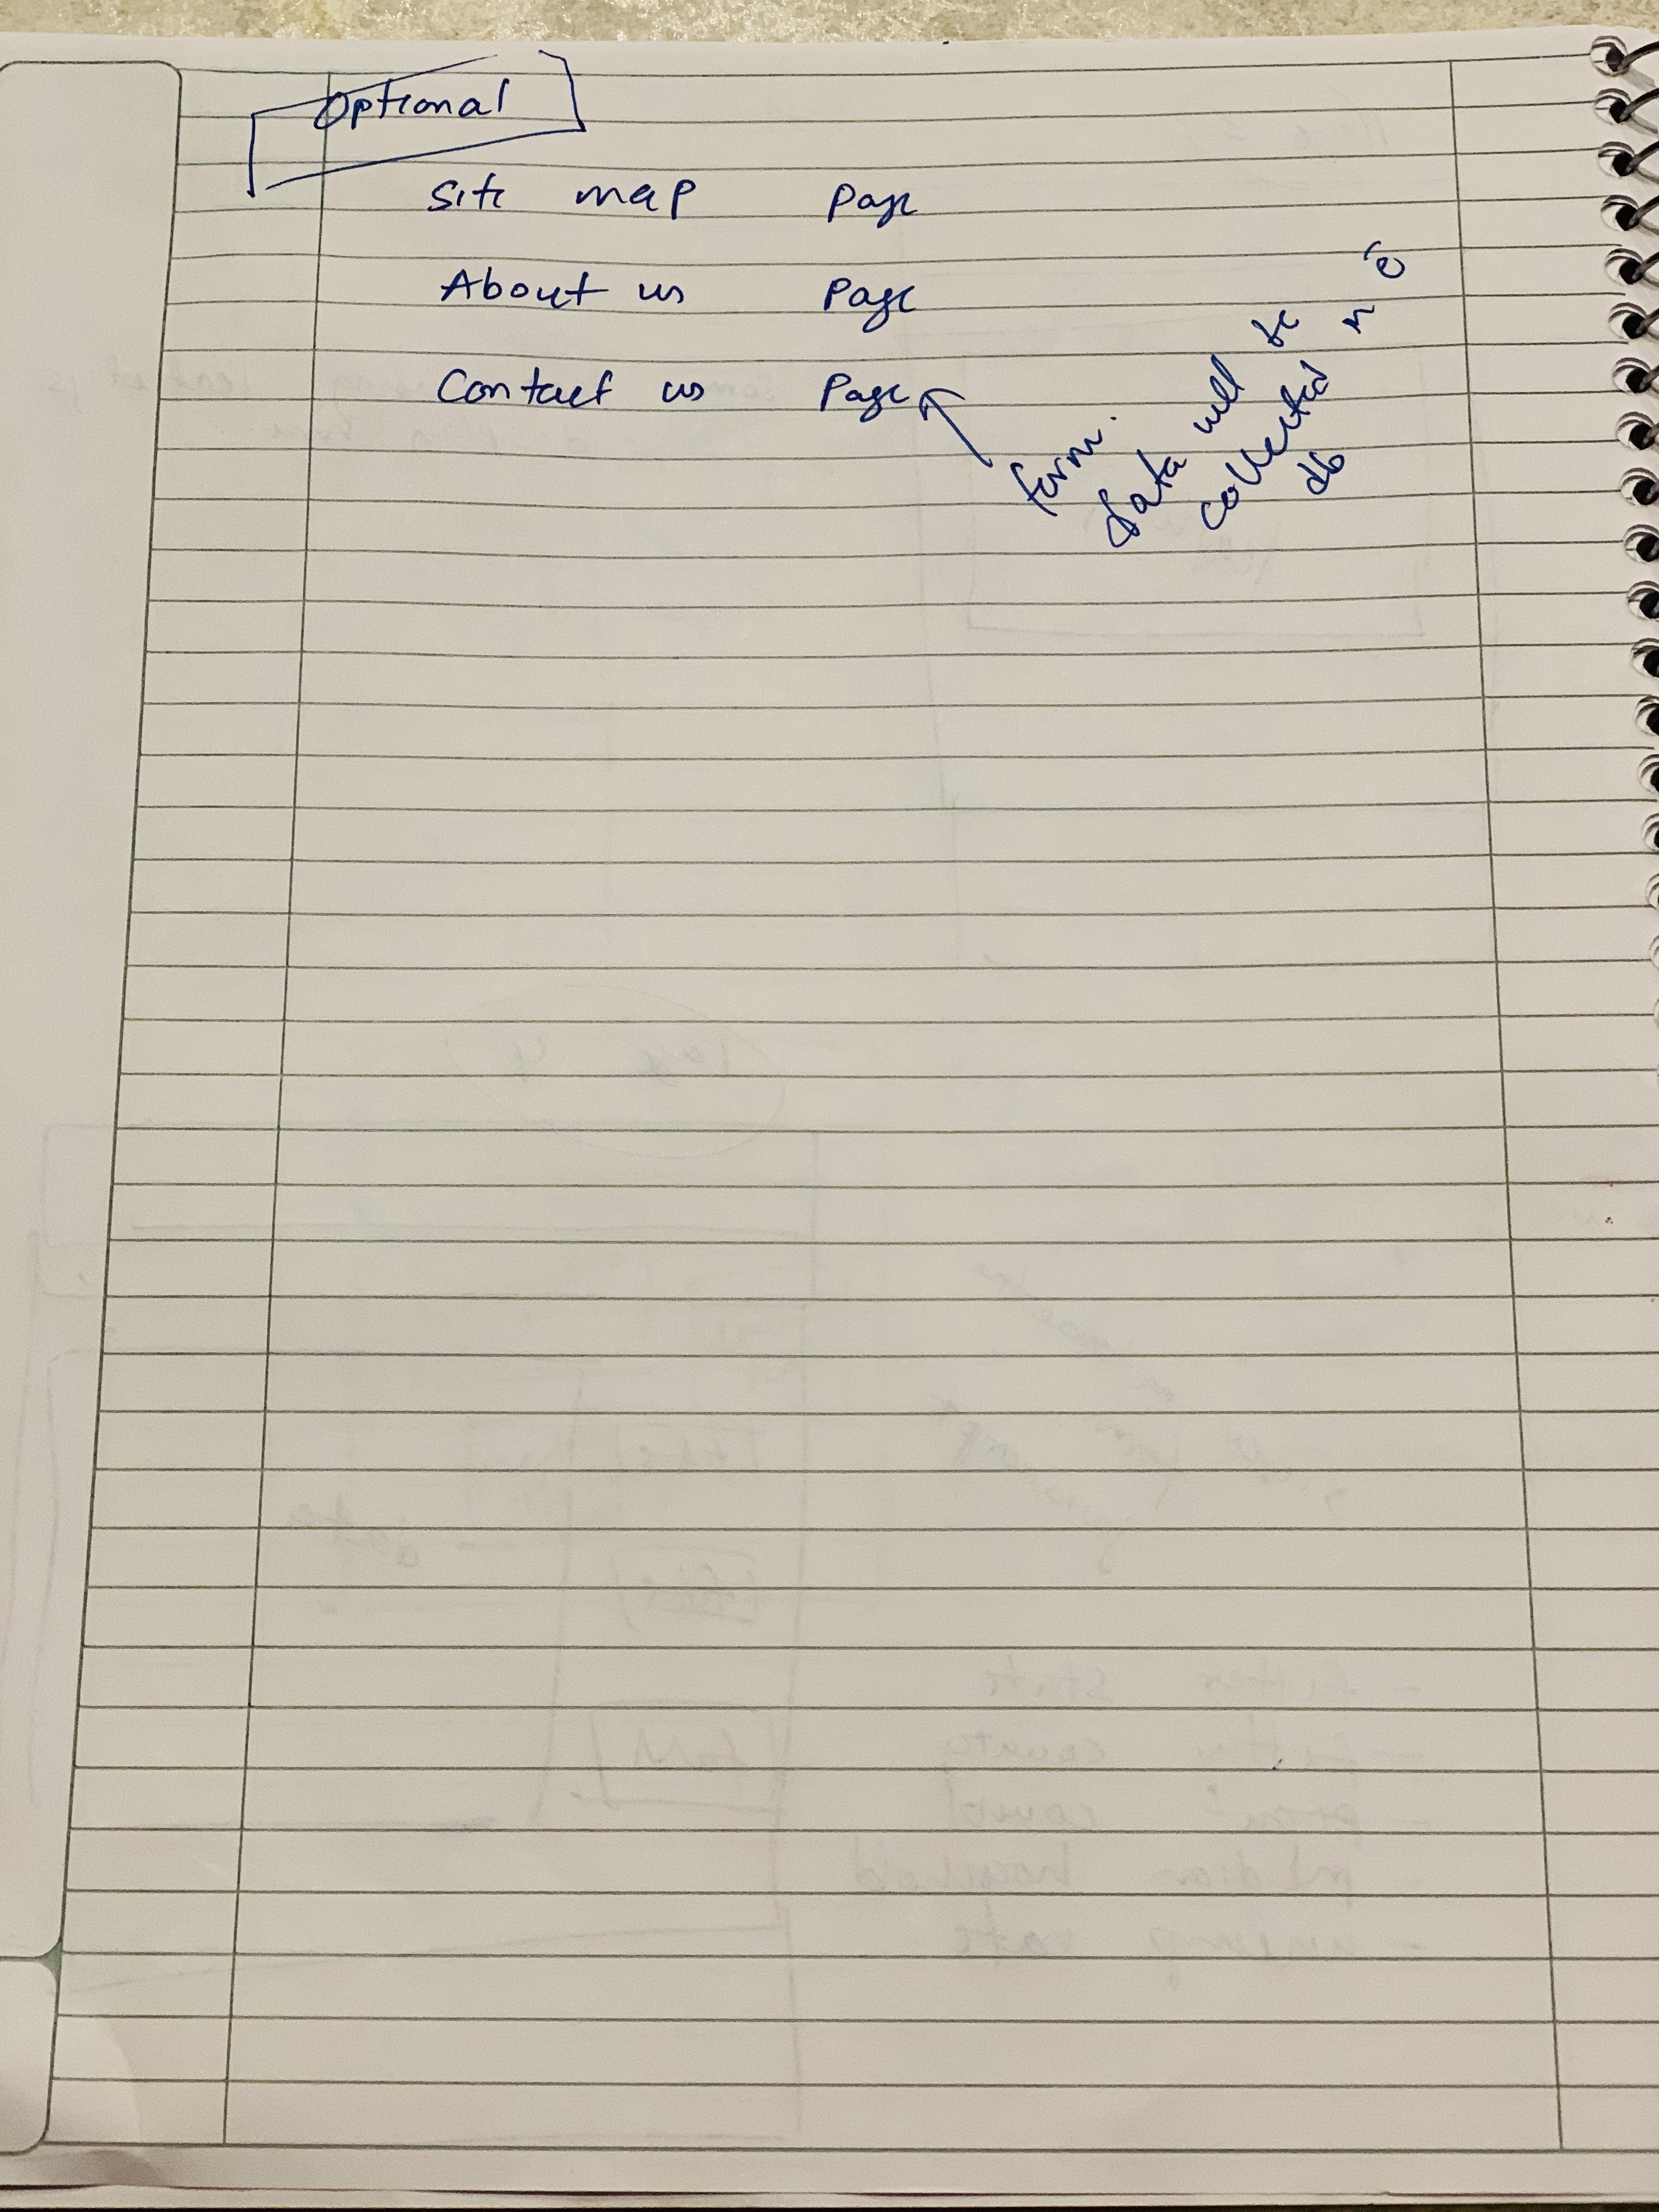 Optional
Site map Page
About us Page
Contact us Page
form.
data will be
collected in
db